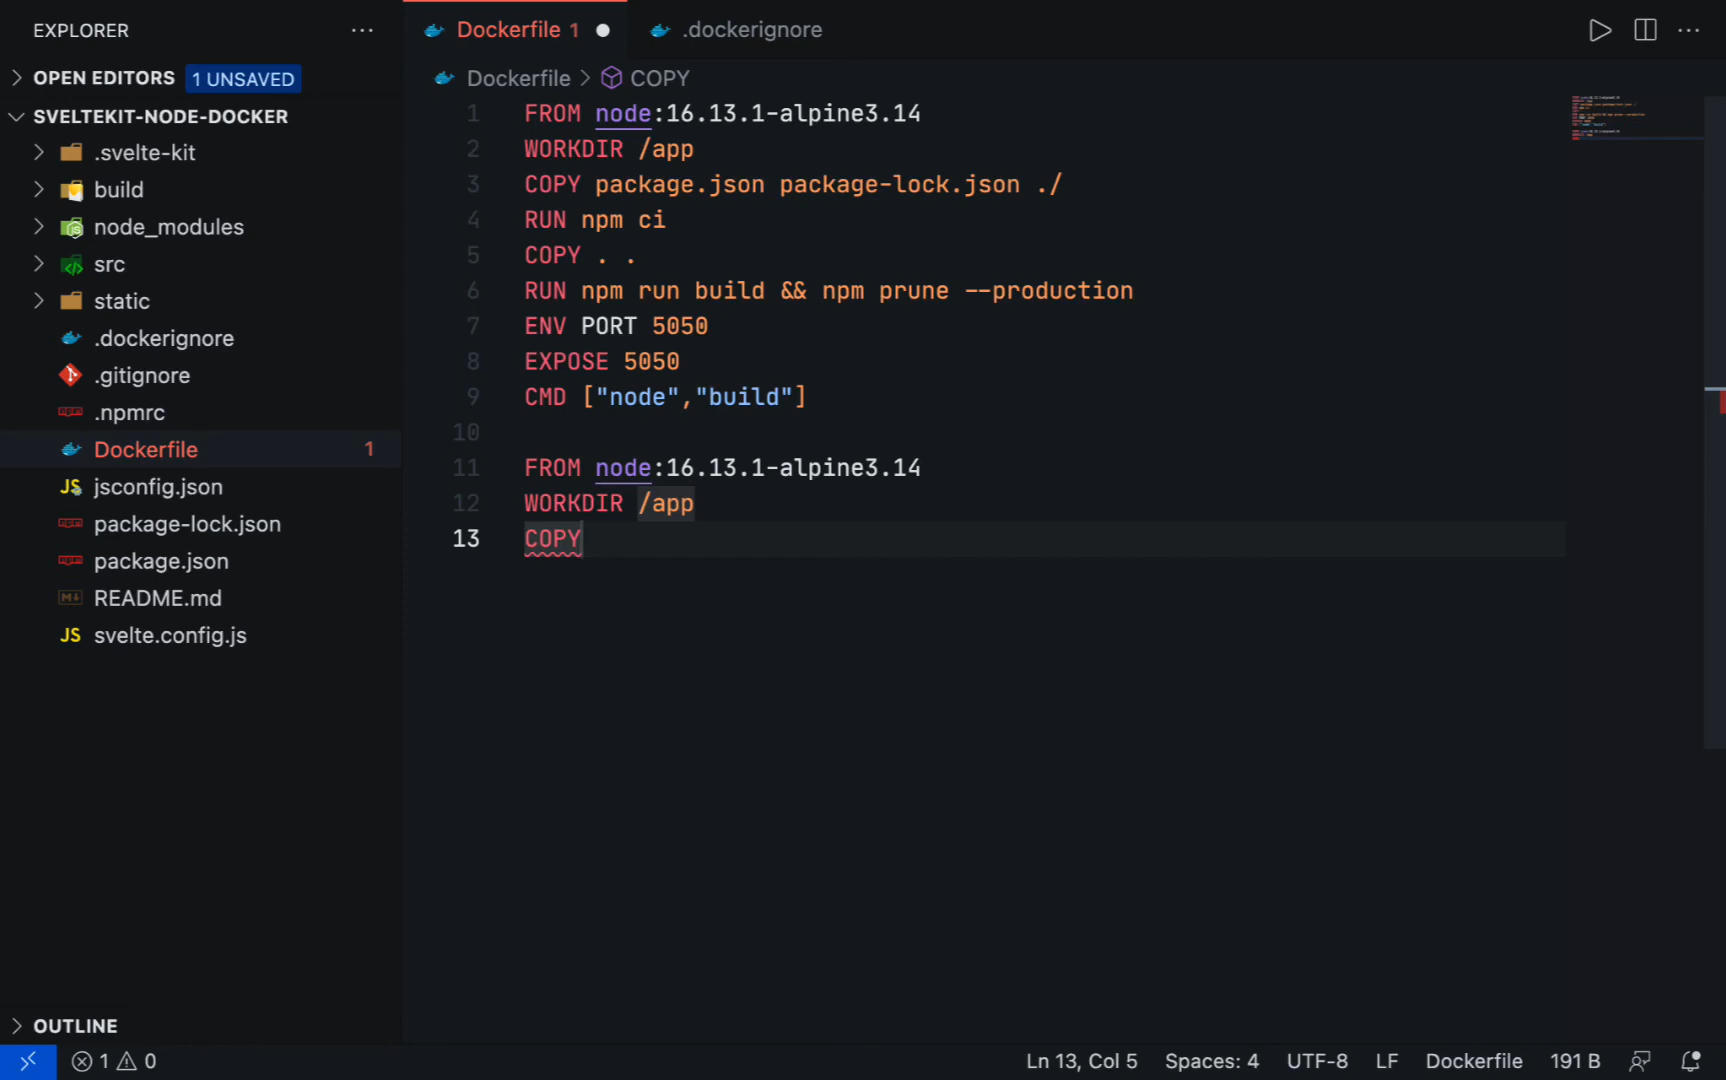 EXPLORER
OPEN EDITORS 1 UNSAVED
SVELTEKIT-NODE-DOCKER
.svelte-kit
build
node_modules
src
static
.dockerignore
.gitignore
.npmrc
Dockerfile 1
jsconfig.json
package-lock.json
package.json
README.md
svelte.config.js
OUTLINE
Dockerfile 1
.dockerignore
Dockerfile > COPY
1 FROM node:16.13.1-alpine3.14
2 WORKDIR /app
3 COPY package.json package-lock.json ./
4 RUN npm ci
5 COPY . .
6 RUN npm run build && npm prune --production
7 ENV PORT 5050
8 EXPOSE 5050
9 CMD ["node","build"]
10
11 FROM node:16.13.1-alpine3.14
12 WORKDIR /app
13 COPY
1 0
Ln 13, Col 5 Spaces: 4 UTF-8 LF Dockerfile 191 B